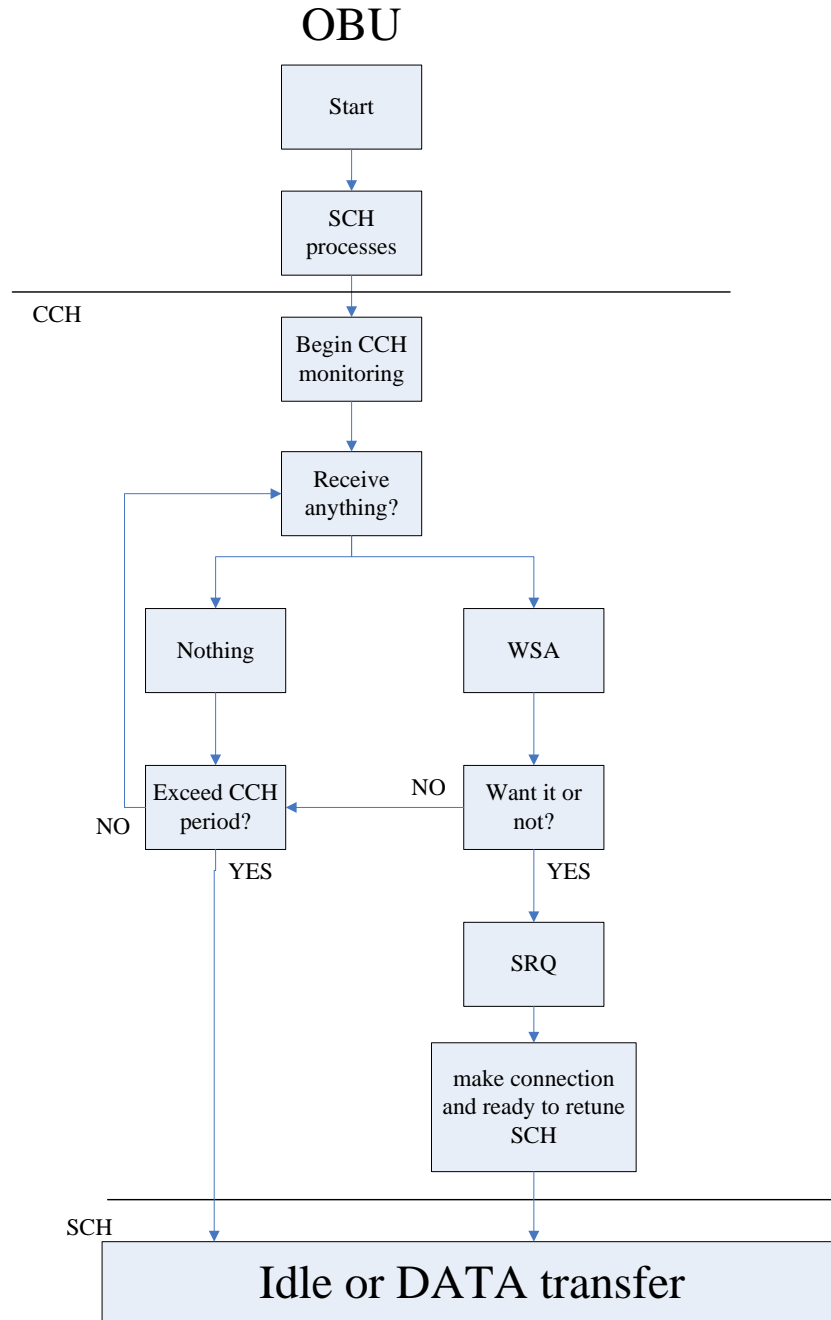 OBU
Start
SCH
processes
CCH
Begin CCH
monitoring
Receive
anything?
Nothing
WSA
Exceed CCH
period?
NO
Want it or
not?
NO
YES
YES
SRQ
make connection
and ready to retune
SCH
SCH
Idle or DATA transfer